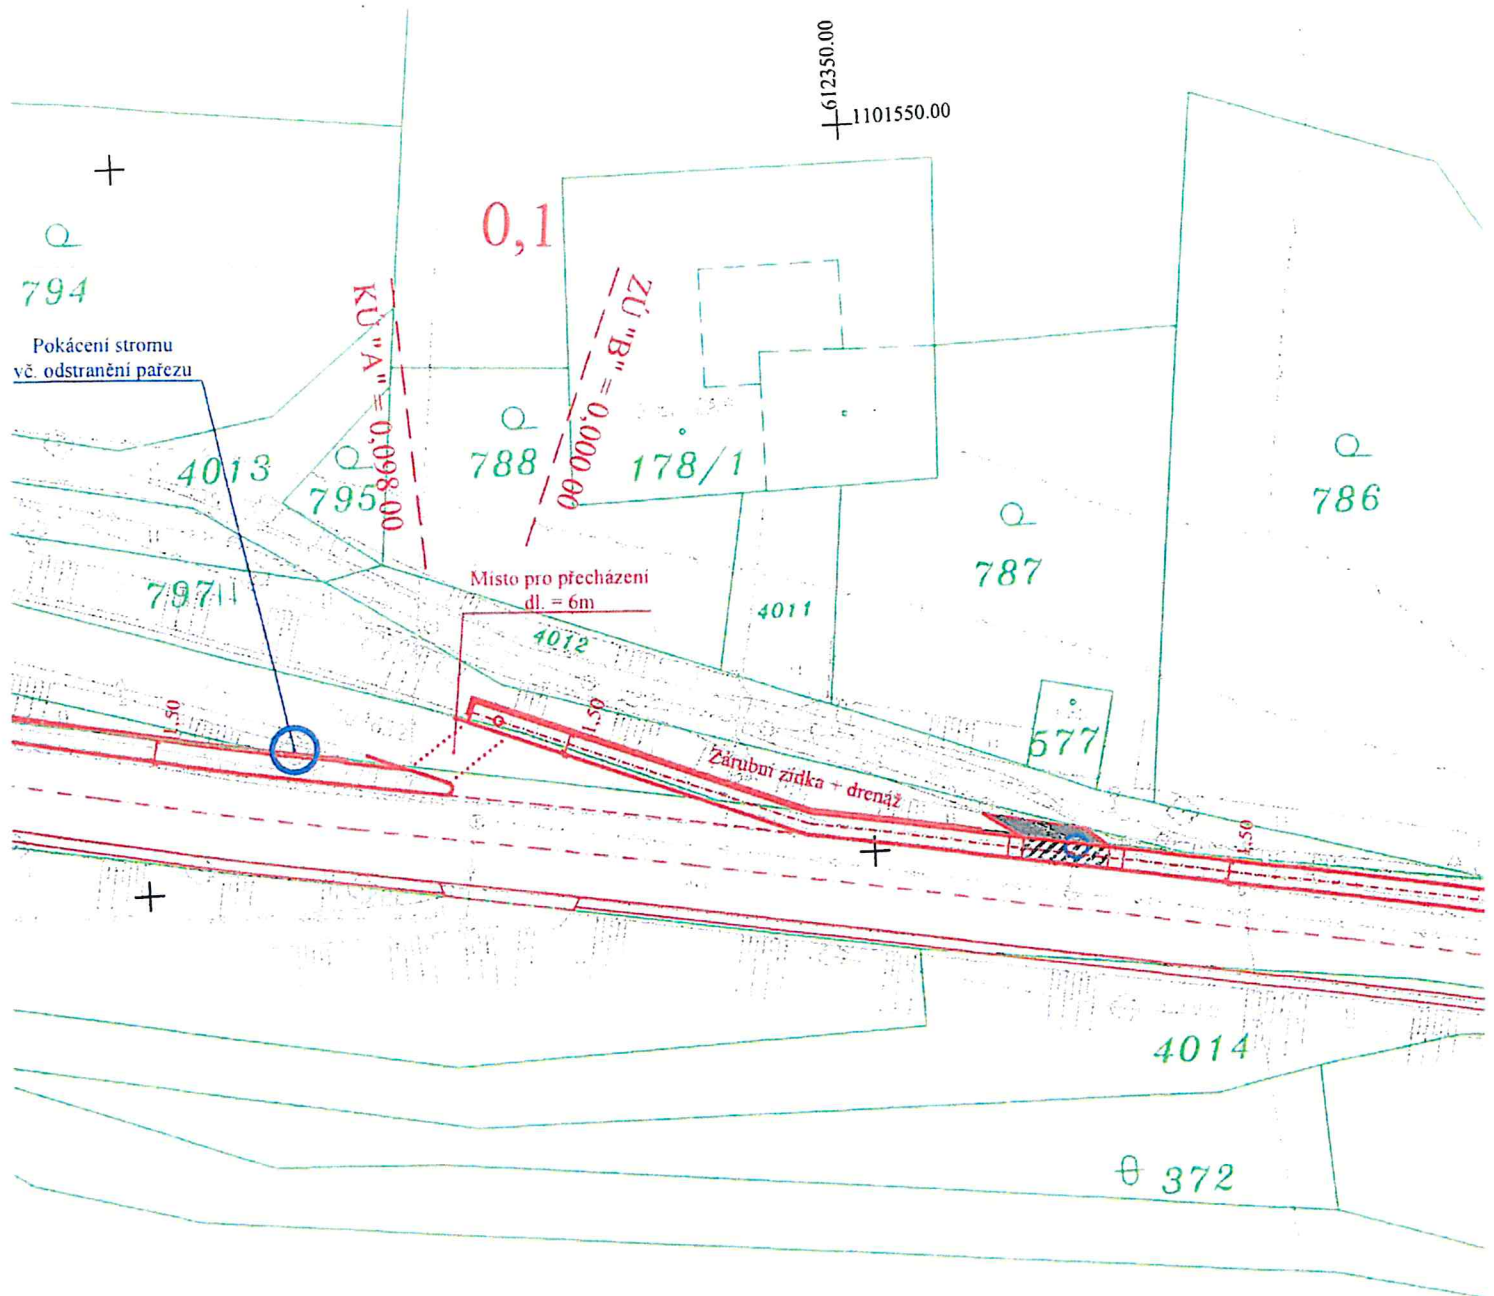 612350.00
1101550.00
0,1
794
Pokácení stromu
vč. odstranění pařezu
KÚ "A" = 0,098 00
ZÚ "B" = 0,000 00
4013
795
788
178/1
786
787
797
Místo pro přecházení
dl. = 6m
4012
4011
577
1,50
1,50
Zárubní zídka + drenáž
1,50
4014
372